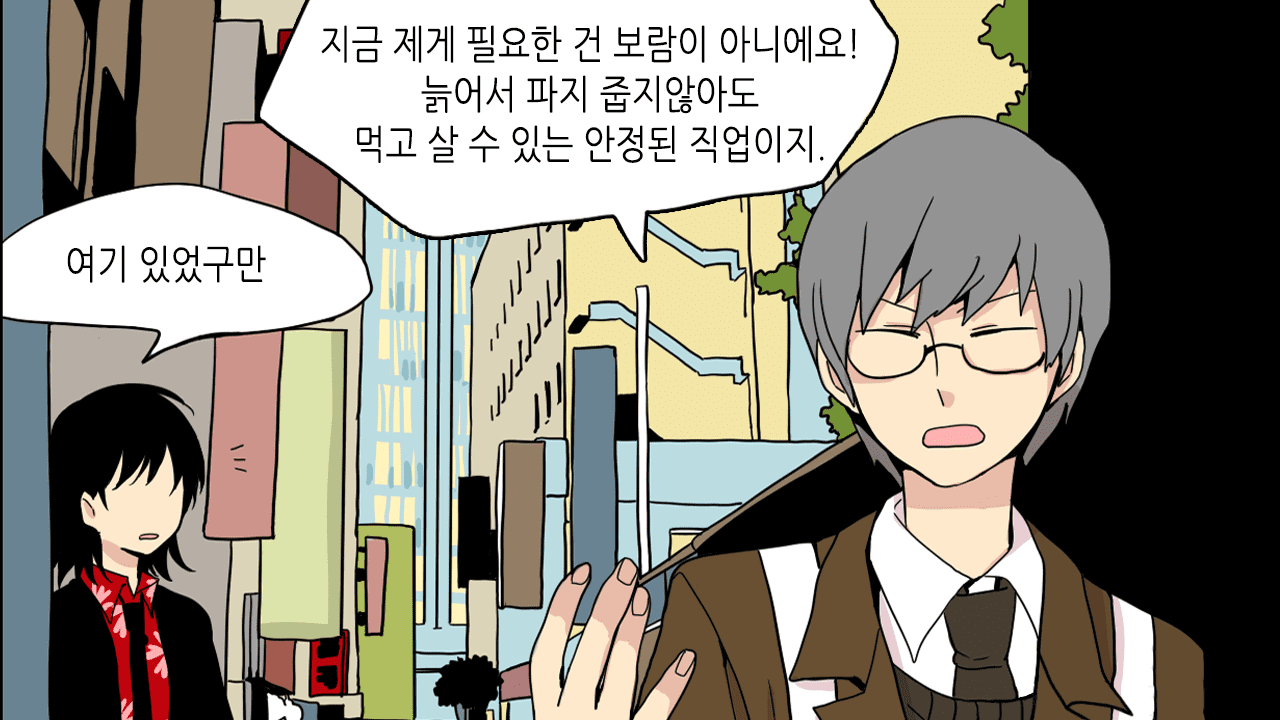 지금 제게 필요한 건 보람이 아니에요!
늙어서 파지 줍지않아도
먹고 살 수 있는 안정된 직업이지.
여기 있었구만